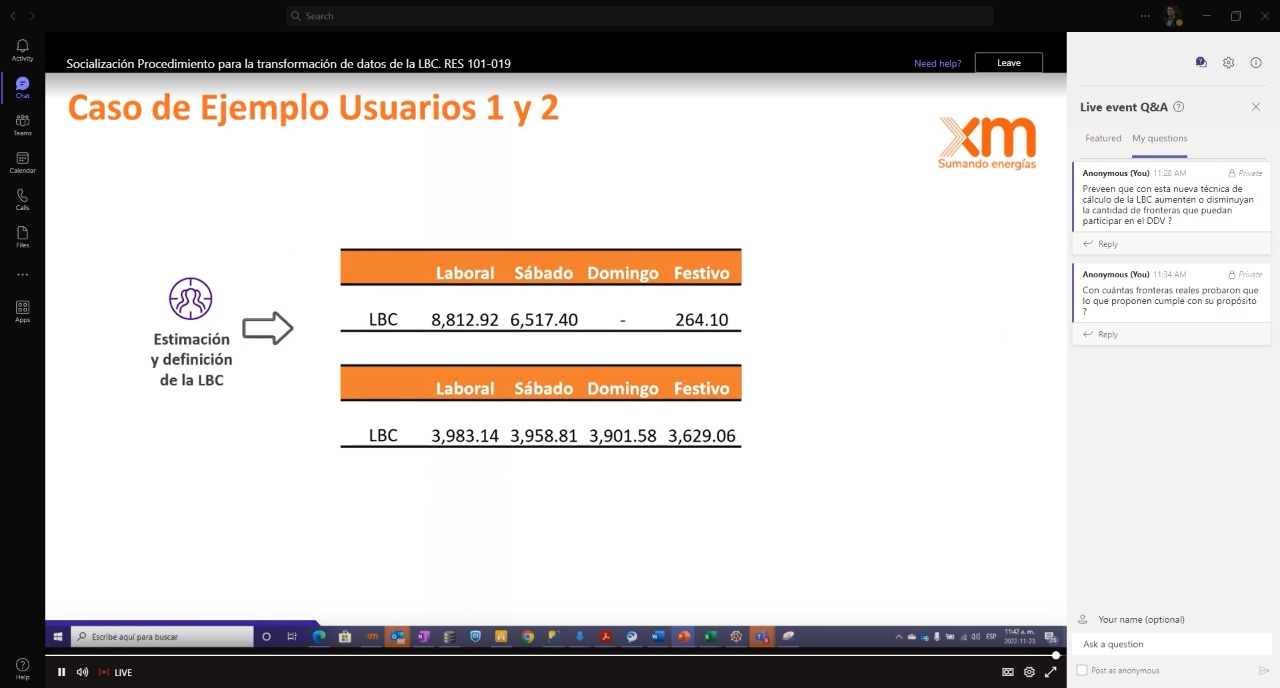 Search
Activity
Chat
Teams
Calendar
Calls
Files
Apps
Help
Socialización Procedimiento para la transformación de datos de la LBC. RES 101-019
Need help?
Leave
Caso de Ejemplo Usuarios 1 y 2
xm
Sumando energías
Estimación
y definición
de la LBC
Laboral Sábado Domingo Festivo
LBC 8,812.92 6,517.40 - 264.10
Laboral Sábado Domingo Festivo
LBC 3,983.14 3,958.81 3,901.58 3,629.06
Escribe aquí para buscar
ESP
11:42 a. m.
2022-11-23
LIVE
Live event Q&A
Featured My questions
Anonymous (You) 11:28 AM Private
Preveen que con esta nueva técnica de
cálculo de la LBC aumenten o disminuyan
la cantidad de fronteras que puedan
participar en el DDV ?
Reply
Anonymous (You) 11:34 AM Private
Con cuántas fronteras reales probaron que
lo que proponen cumple con su propósito
?
Reply
Your name (optional)
Ask a question
Post as anonymous